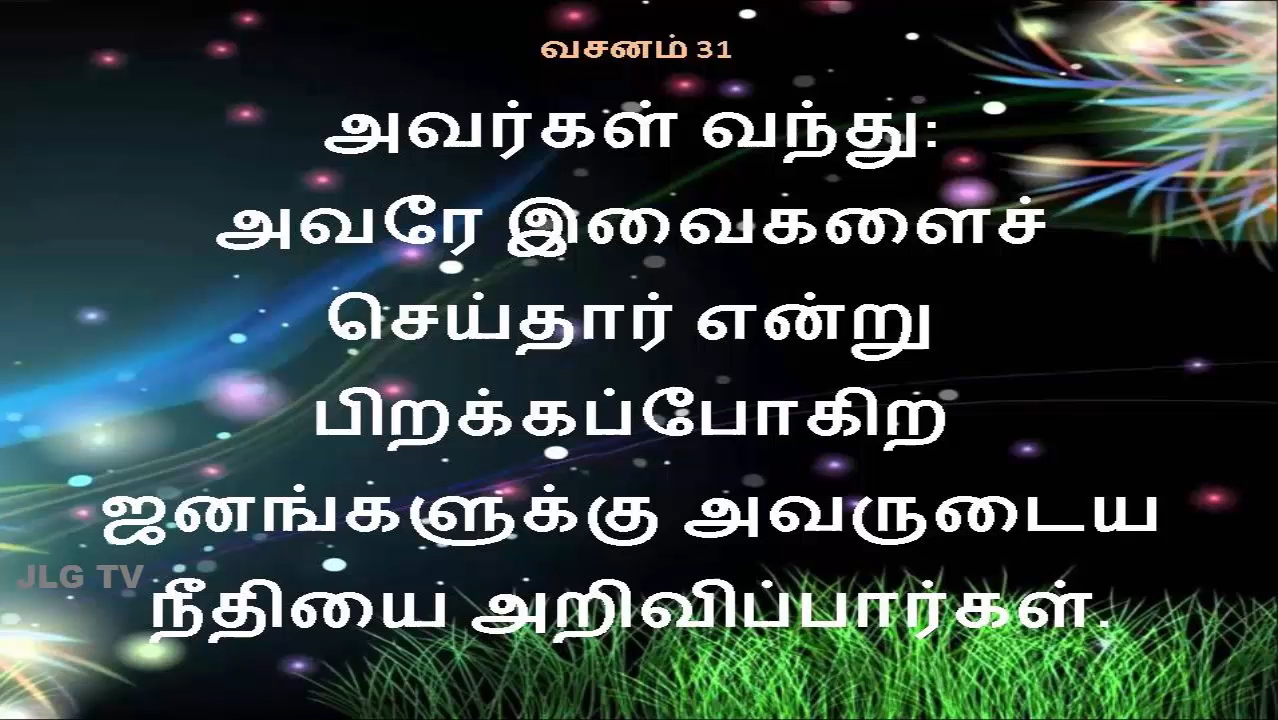 வசனம் 31
அவர்கள் வந்து:
அவரே இவைகளைச்
செய்தார் என்று
பிறக்கப்போகிற
ஜனங்களுக்கு அவருடைய
JLG TV
நீதியை அறிவிப்பார்கள்.